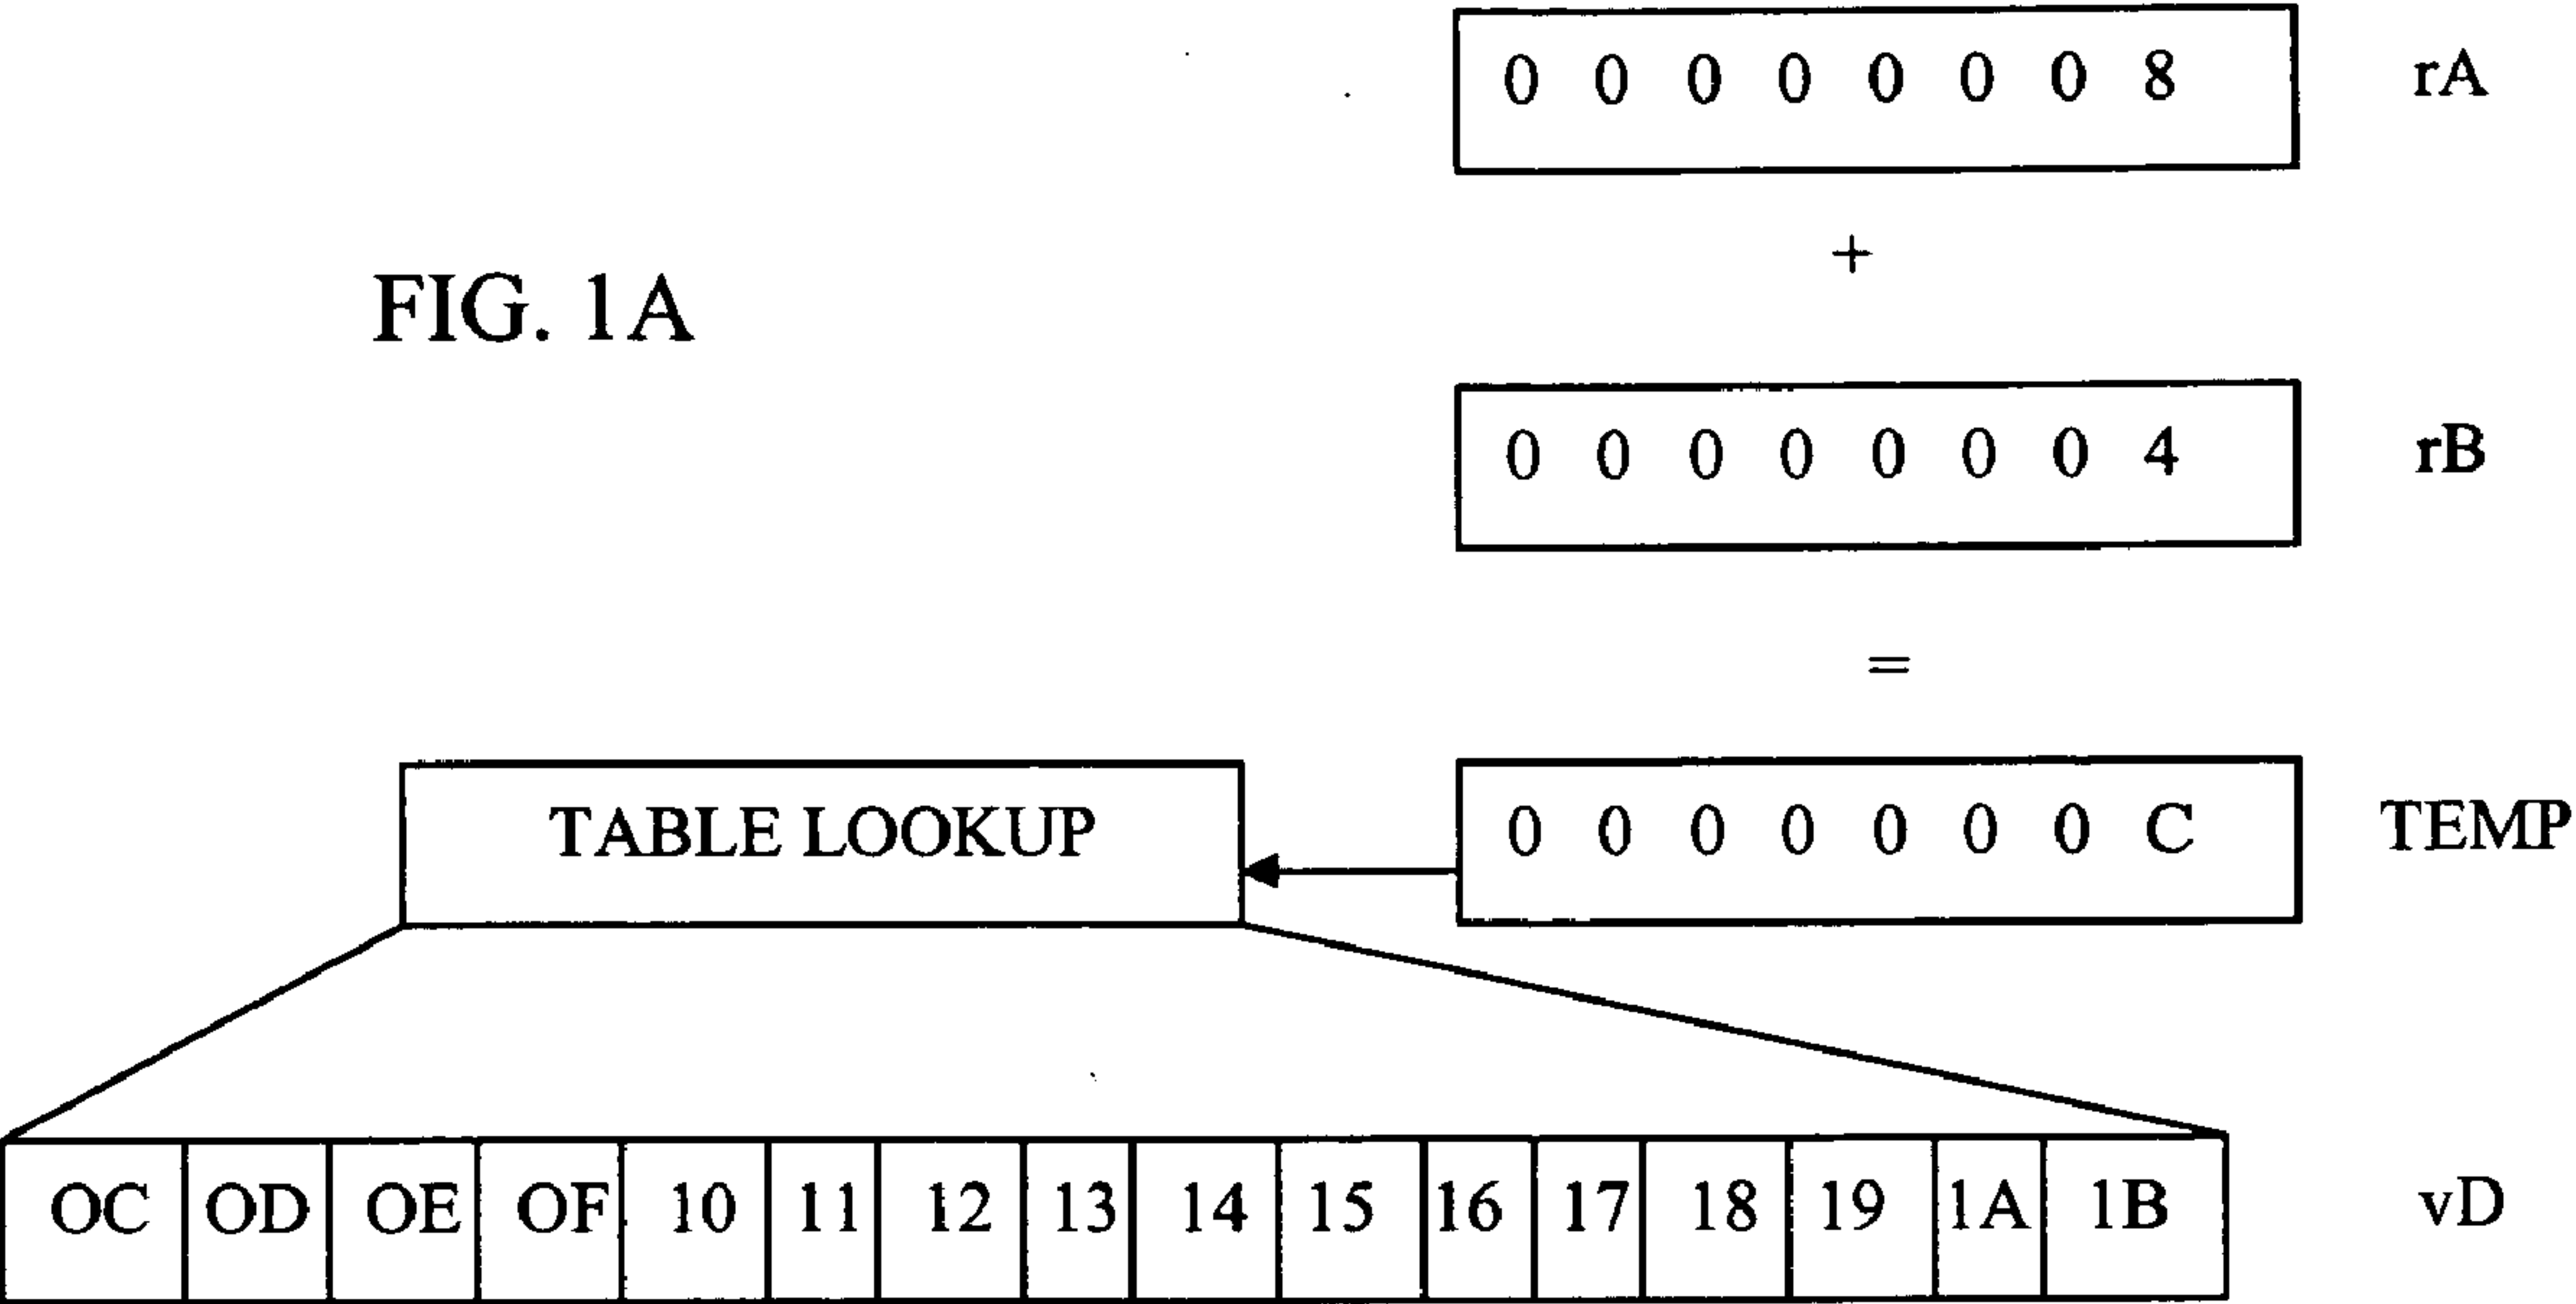 0 0 0 0 0 0 0 8 rA
+
FIG. 1A
0 0 0 0 0 0 0 4 rB
=
TABLE LOOKUP 0 0 0 0 0 0 0 C TEMP
OC OD OE OF 10 11 12 13 14 15 16 17 18 19 1A 1B vD